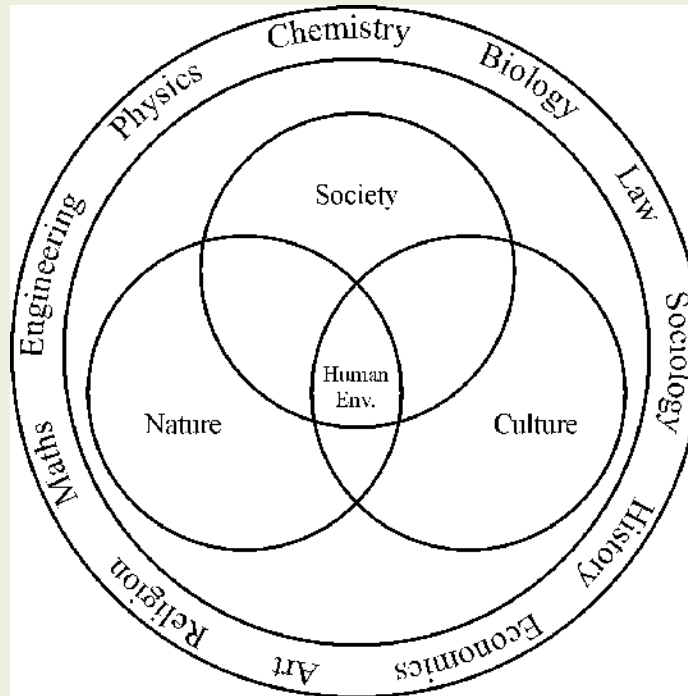 Chemistry
Biology
Law
Sociology
History
Economics
Art
Religion
Maths
Engineering
Physics
Society
Human
Env.
Nature
Culture